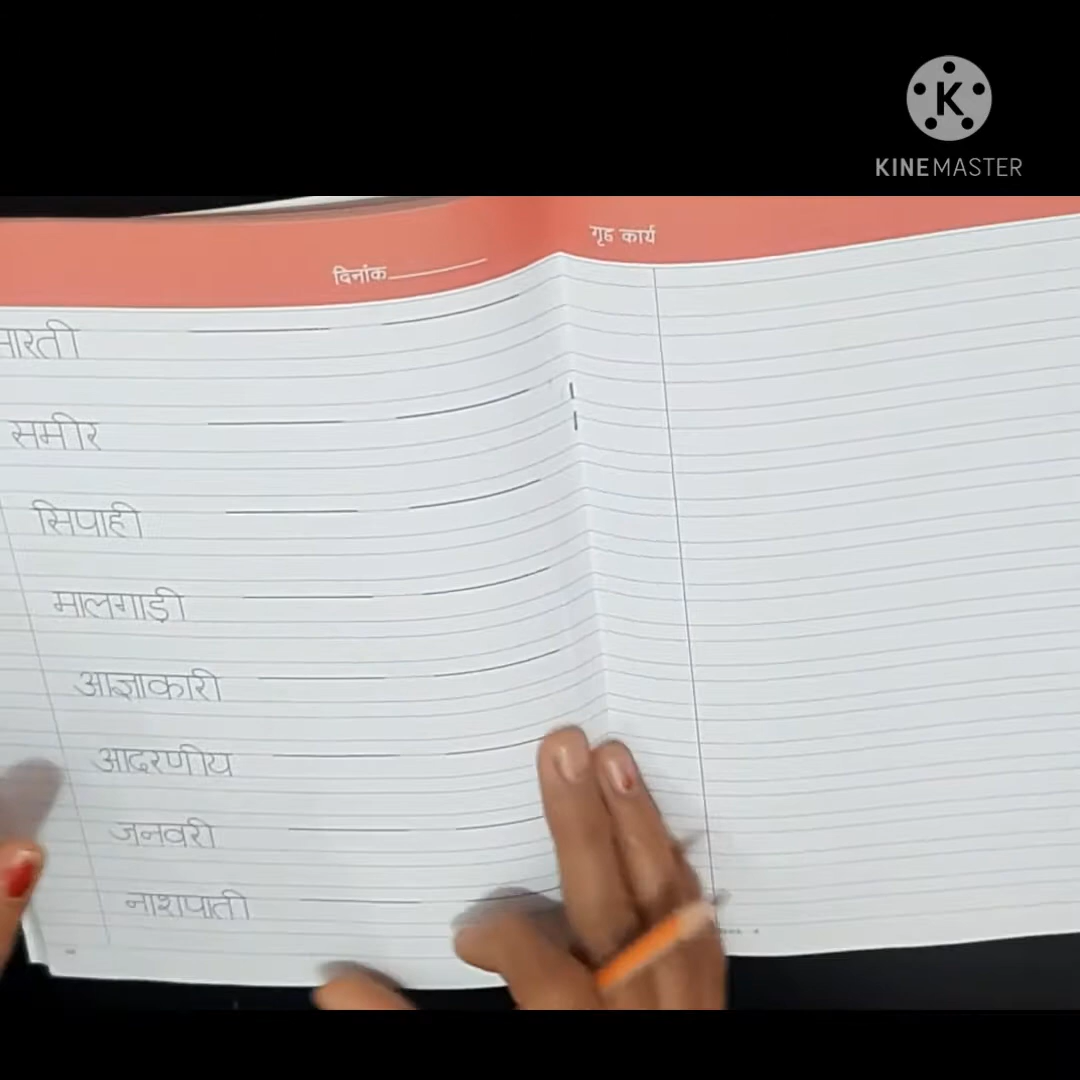 KINEMASTER
गृह कार्य
दिनांक
समीर
सिपाही
मालगाड़ी
आज्ञाकारी
आदरणीय
जनवरी
नाशपाती